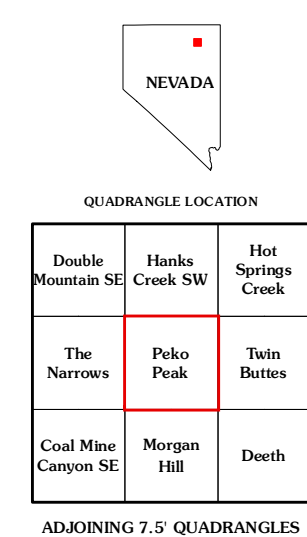 NEVADA
QUADRANGLE LOCATION
Double
Mountain SE
Hanks
Creek SW
Hot
Springs
Creek
The
Narrows
Peko
Peak
Twin
Buttes
Coal Mine
Canyon SE
Morgan
Hill
Deeth
ADJOINING 7.5' QUADRANGLES